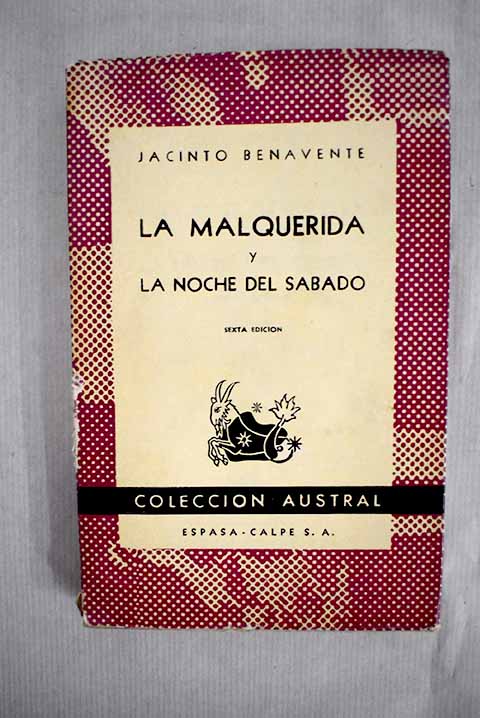 JACINTO BENAVENTE
LA MALQUERIDA
Y
LA NOCHE DEL SABADO
SEXTA EDICION
COLECCION AUSTRAL
ESPASA-CALPE S. A.